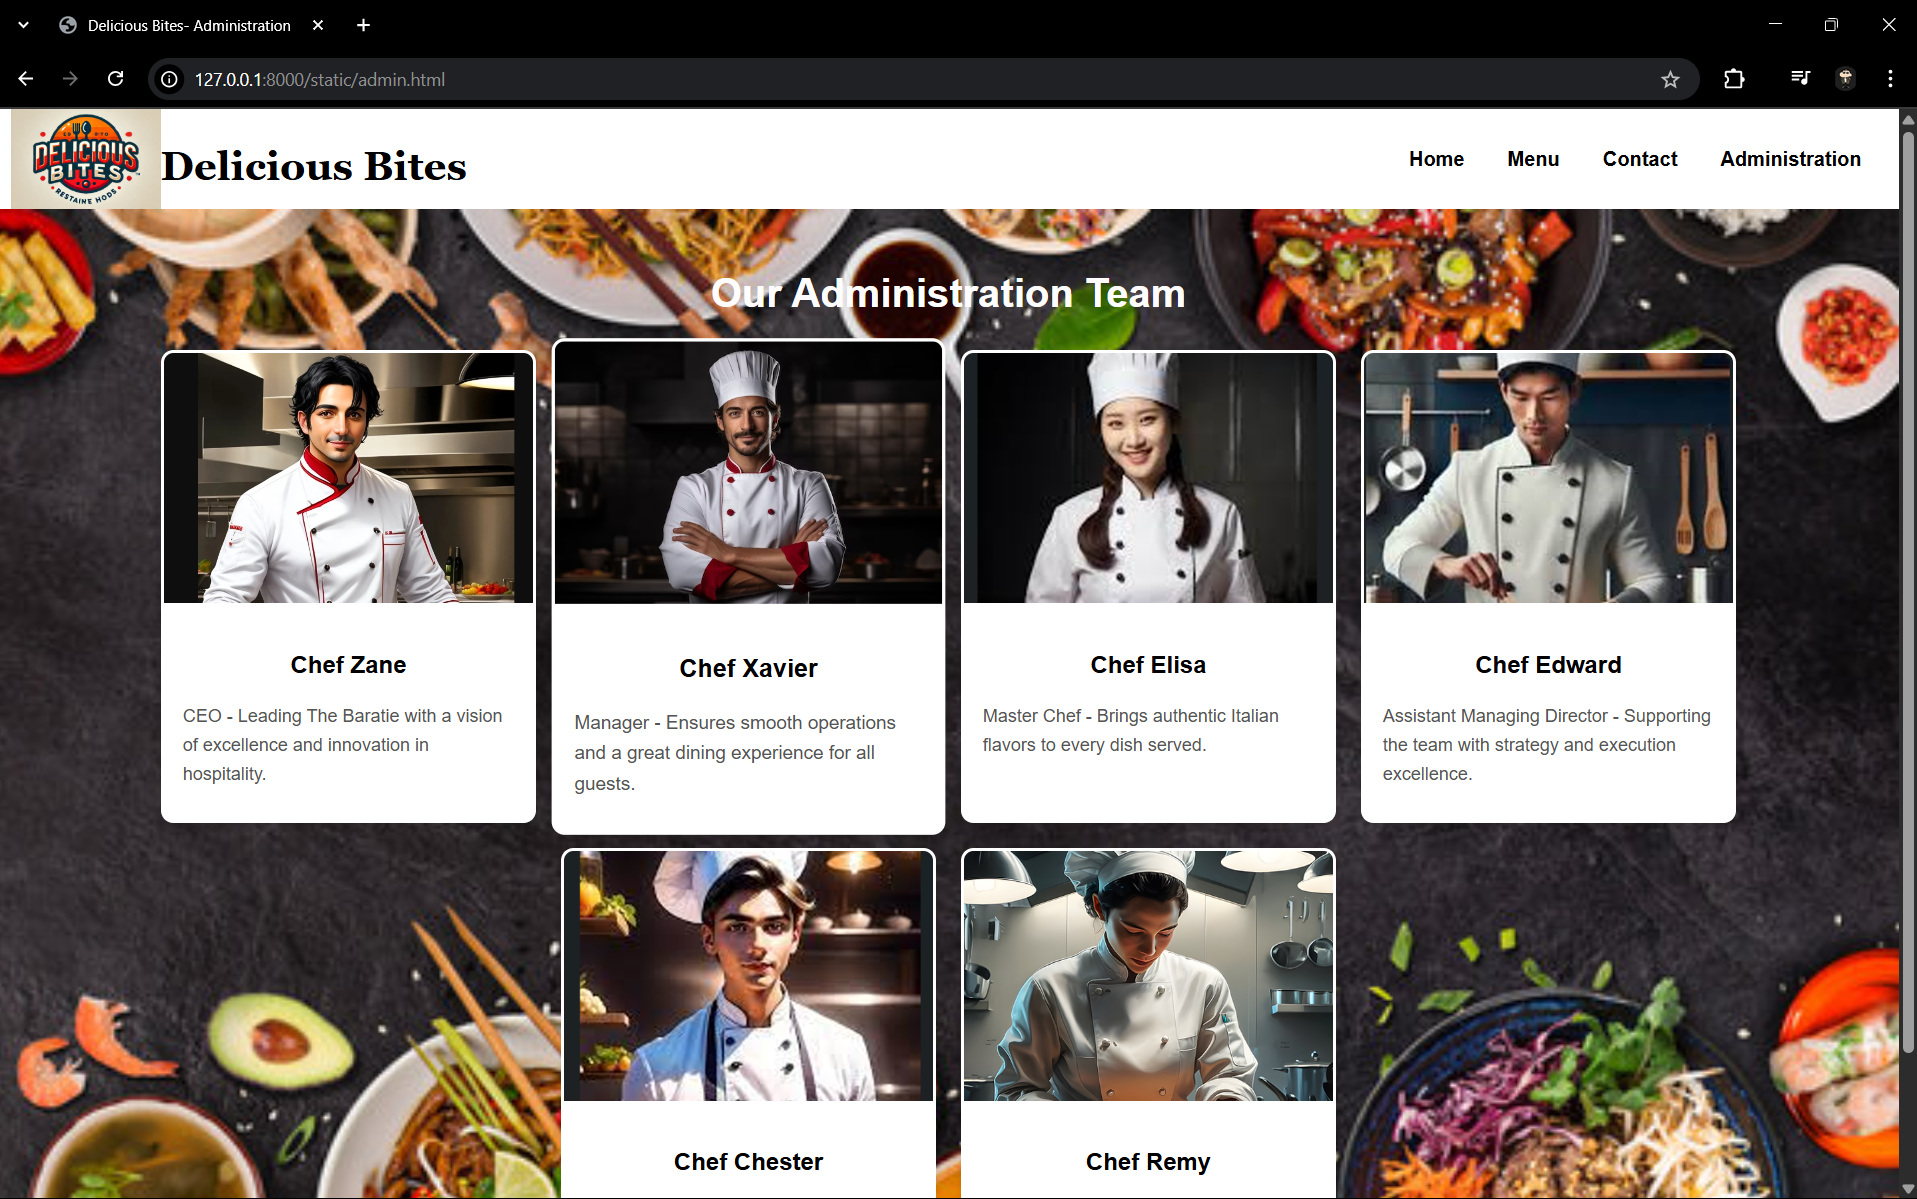 Delicious Bites- Administration
127.0.0.1:8000/static/admin.html
DELICIOUS
BITES
Delicious Bites
Home Menu Contact Administration
Our Administration Team
Chef Zane
CEO - Leading The Baratie with a vision
of excellence and innovation in
hospitality.
Chef Xavier
Manager - Ensures smooth operations
and a great dining experience for all
guests.
Chef Elisa
Master Chef - Brings authentic Italian
flavors to every dish served.
Chef Edward
Assistant Managing Director - Supporting
the team with strategy and execution
excellence.
Chef Chester
Chef Remy